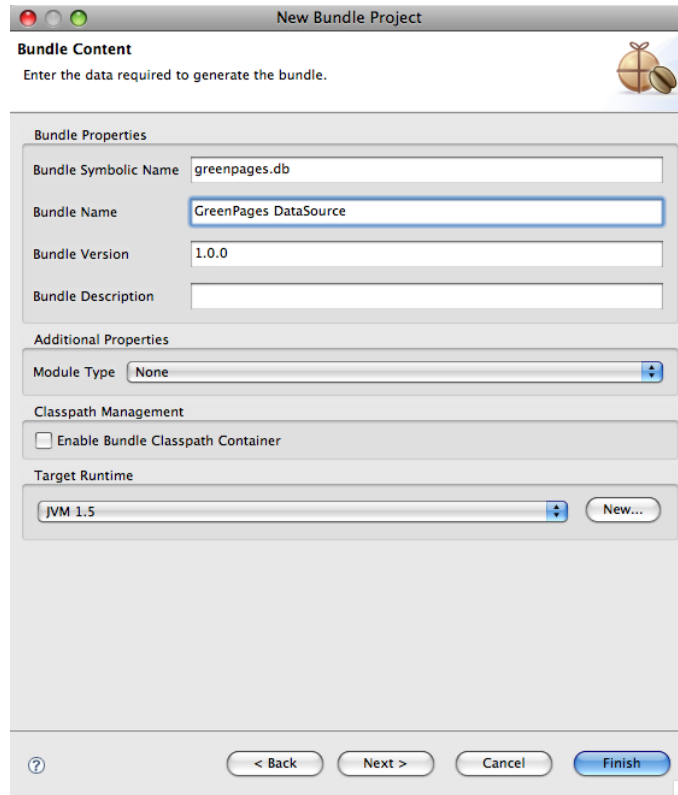 New Bundle Project
Bundle Content
Enter the data required to generate the bundle.
Bundle Properties
Bundle Symbolic Name greenpages.db
Bundle Name GreenPages DataSource
Bundle Version 1.0.0
Bundle Description
Additional Properties
Module Type None
Classpath Management
Enable Bundle Classpath Container
Target Runtime
JVM 1.5 New...
? < Back Next > Cancel Finish